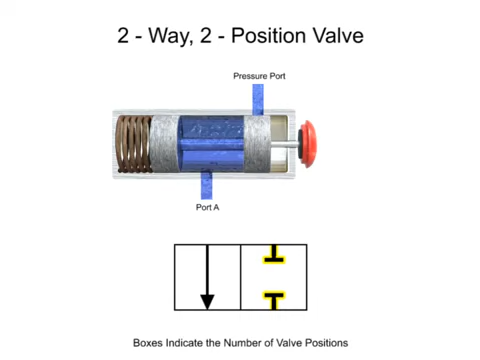 2 - Way, 2 - Position Valve
Pressure Port
Port A
Boxes Indicate the Number of Valve Positions